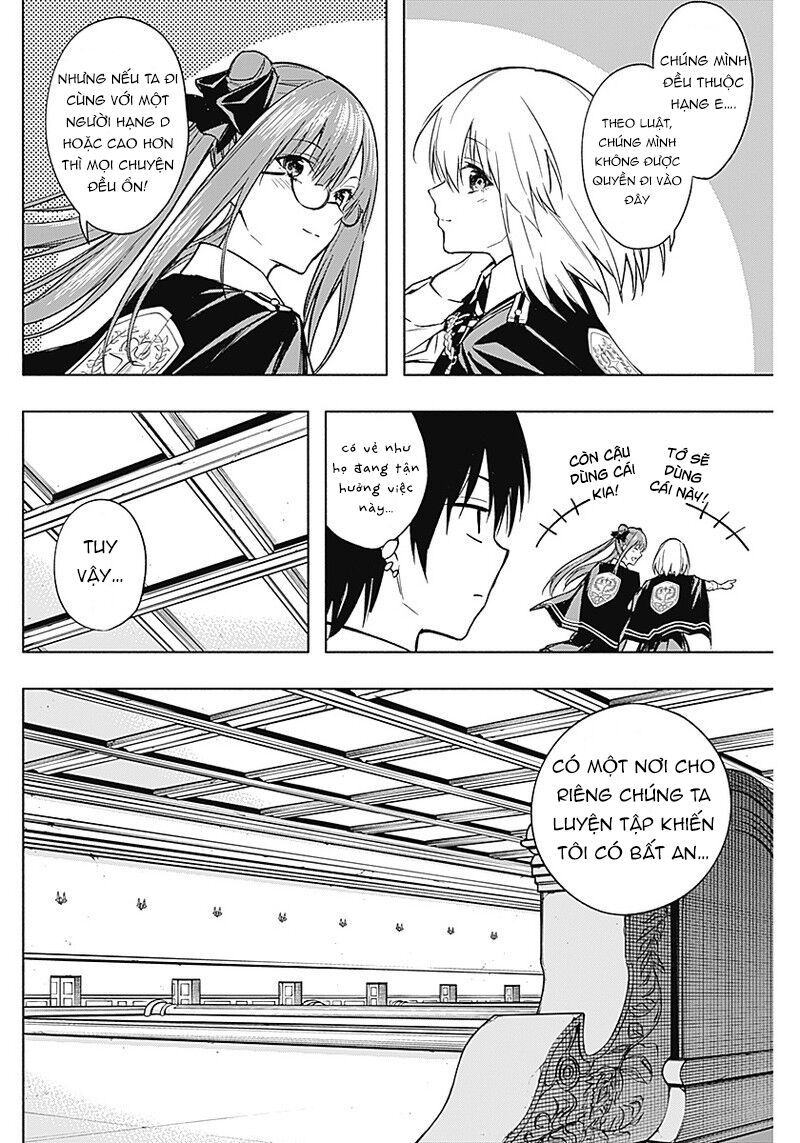 CHÚNG MÌNH
ĐỀU THUỘC
HẠNG E....
THEO LUẬT,
CHÚNG MÌNH
KHÔNG ĐƯỢC
QUYỀN ĐI VÀO
ĐÂY
NHƯNG NẾU TA ĐI
CÙNG VỚI MỘT
NGƯỜI HẠNG D
HOẶC CAO HƠN
THÌ MỌI CHUYỆN
ĐỀU ỔN!
TỚ SẼ
DÙNG
CÁI NÀY!
CÒN CẬU
DÙNG CÁI
KIA!
có vẻ như
họ đang tận
hưởng việc
này...
TUY
VẬY...
CÓ MỘT NƠI CHO
RIÊNG CHÚNG TA
LUYỆN TẬP KHIẾN
TÔI CÓ BẤT AN...